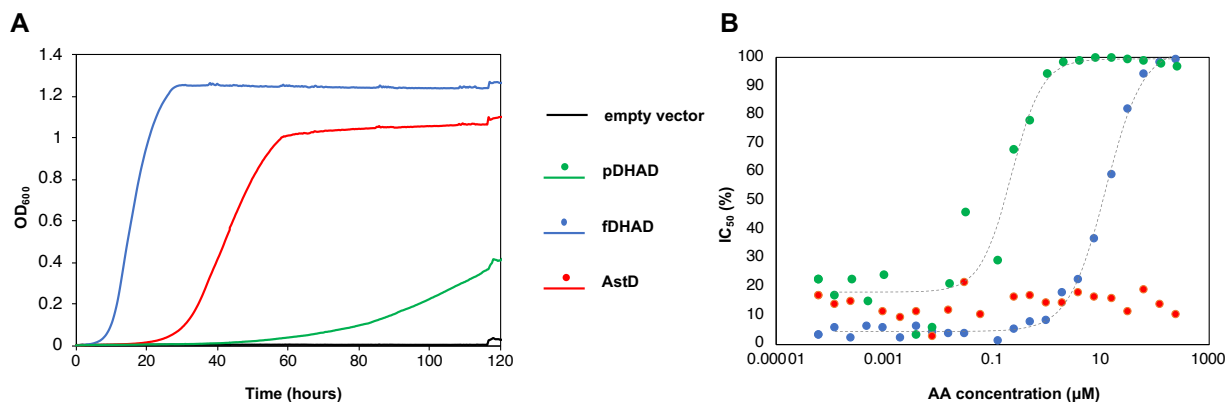 A
OD600
1.4
1.2
1
0.8
0.6
0.4
0.2
0
0 20 40 60 80 100 120
Time (hours)
empty vector
pDHAD
fDHAD
AstD
B
IC50 (%)
100
90
80
70
60
50
40
30
20
10
0
0.00001 0.001 0.1 10 1000
AA concentration (µM)